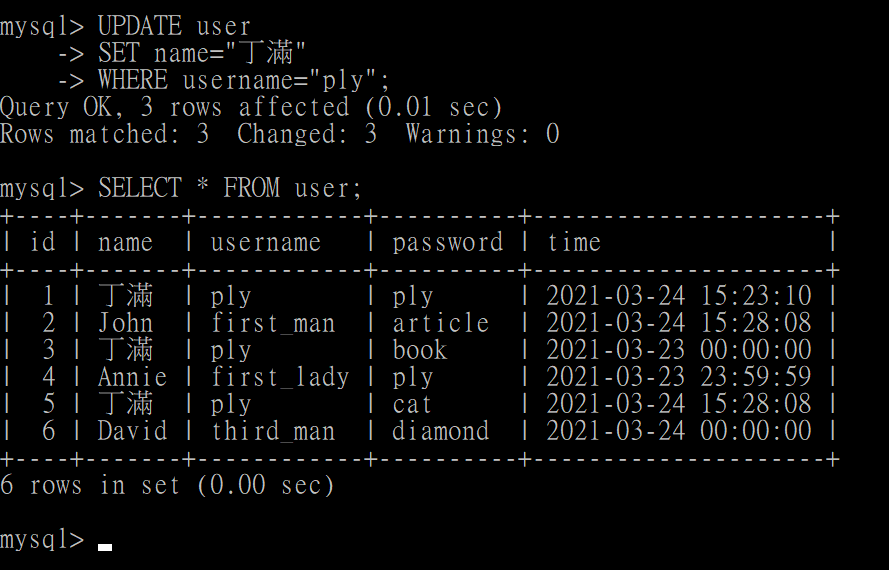 mysql> UPDATE user
    -> SET name="丁滿"
    -> WHERE username="ply";
Query OK, 3 rows affected (0.01 sec)
Rows matched: 3  Changed: 3  Warnings: 0
mysql> SELECT * FROM user;
+----+-------+------------+----------+---------------------+
| id | name  | username   | password | time                |
+----+-------+------------+----------+---------------------+
|  1 | 丁滿  | ply        | ply      | 2021-03-24 15:23:10 |
|  2 | John  | first_man  | article  | 2021-03-24 15:28:08 |
|  3 | 丁滿  | ply        | book     | 2021-03-23 00:00:00 |
|  4 | Annie | first_lady | ply      | 2021-03-23 23:59:59 |
|  5 | 丁滿  | ply        | cat      | 2021-03-24 15:28:08 |
|  6 | David | third_man  | diamond  | 2021-03-24 00:00:00 |
+----+-------+------------+----------+---------------------+
6 rows in set (0.00 sec)
mysql>